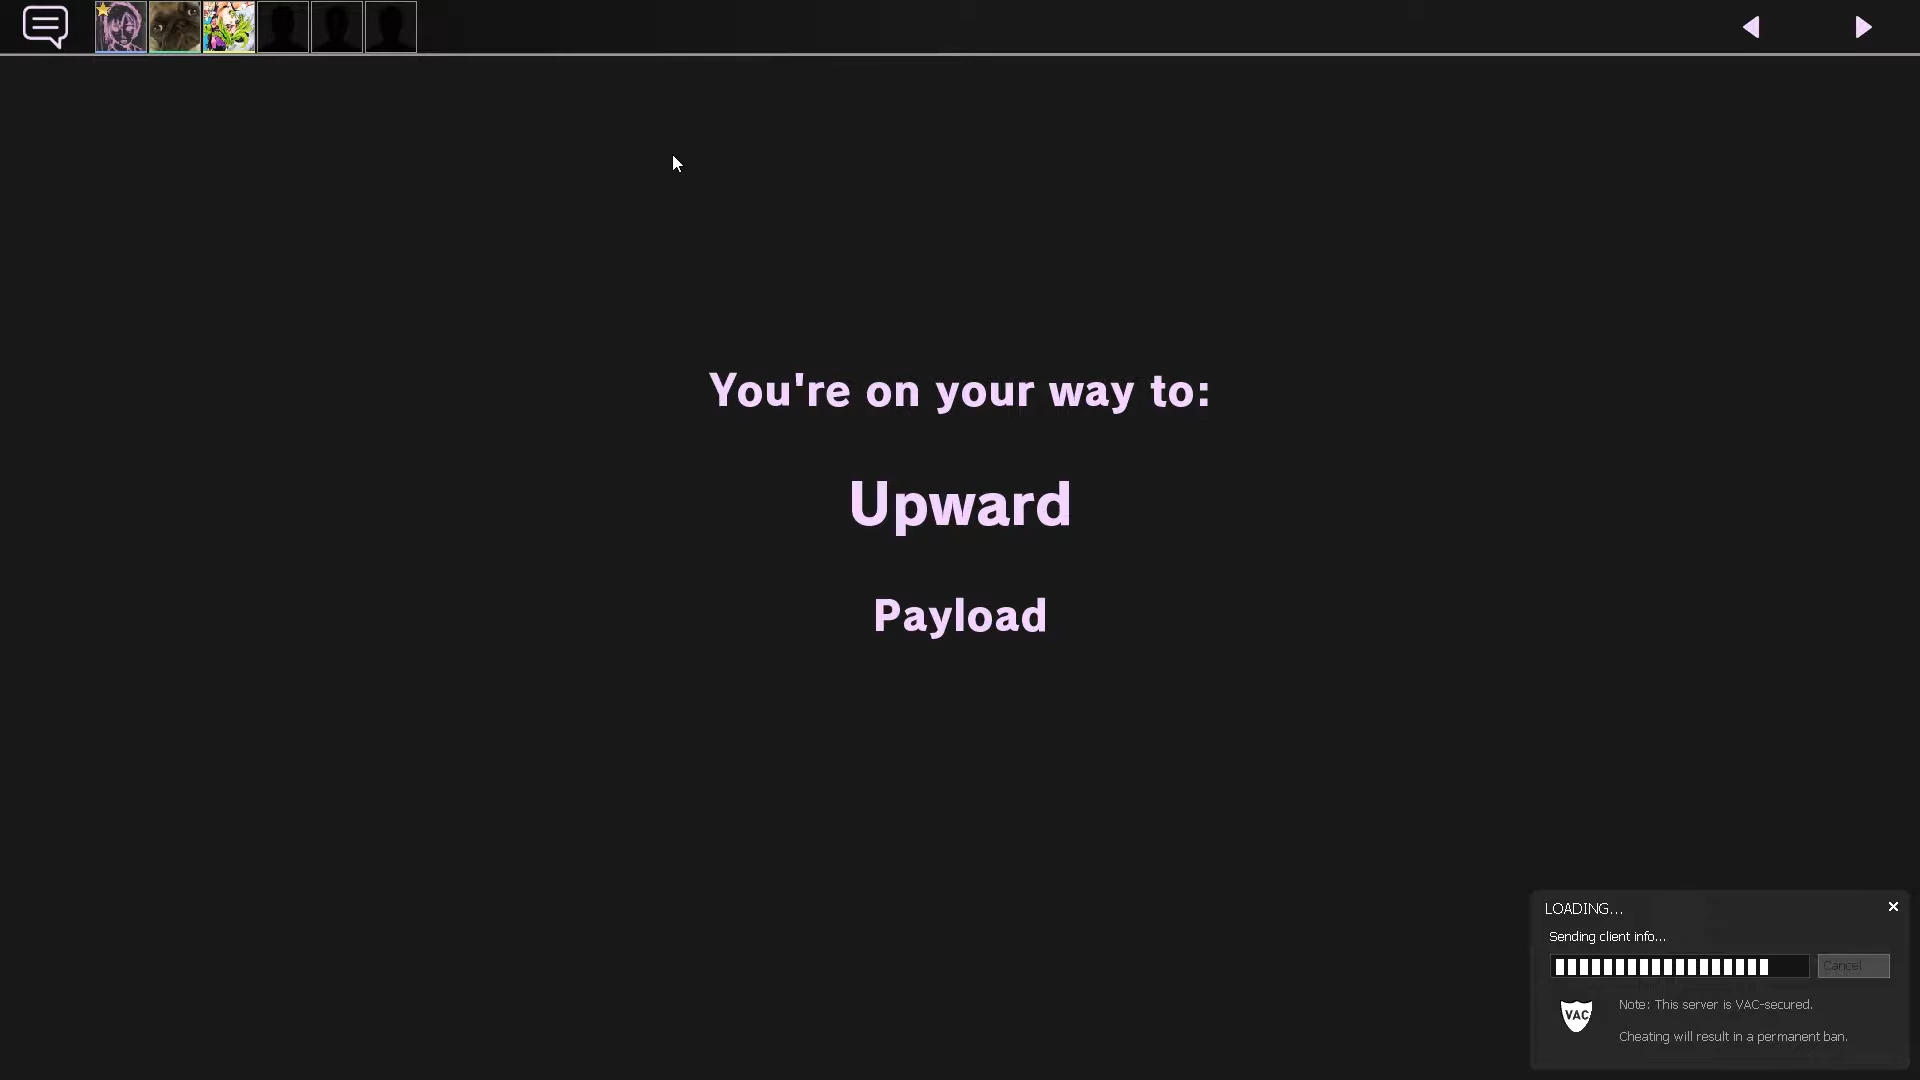 You're on your way to:
Upward
Payload
LOADING...
Sending client info...
Cancel
VAC
Note: This server is VAC-secured.
Cheating will result in a permanent ban.